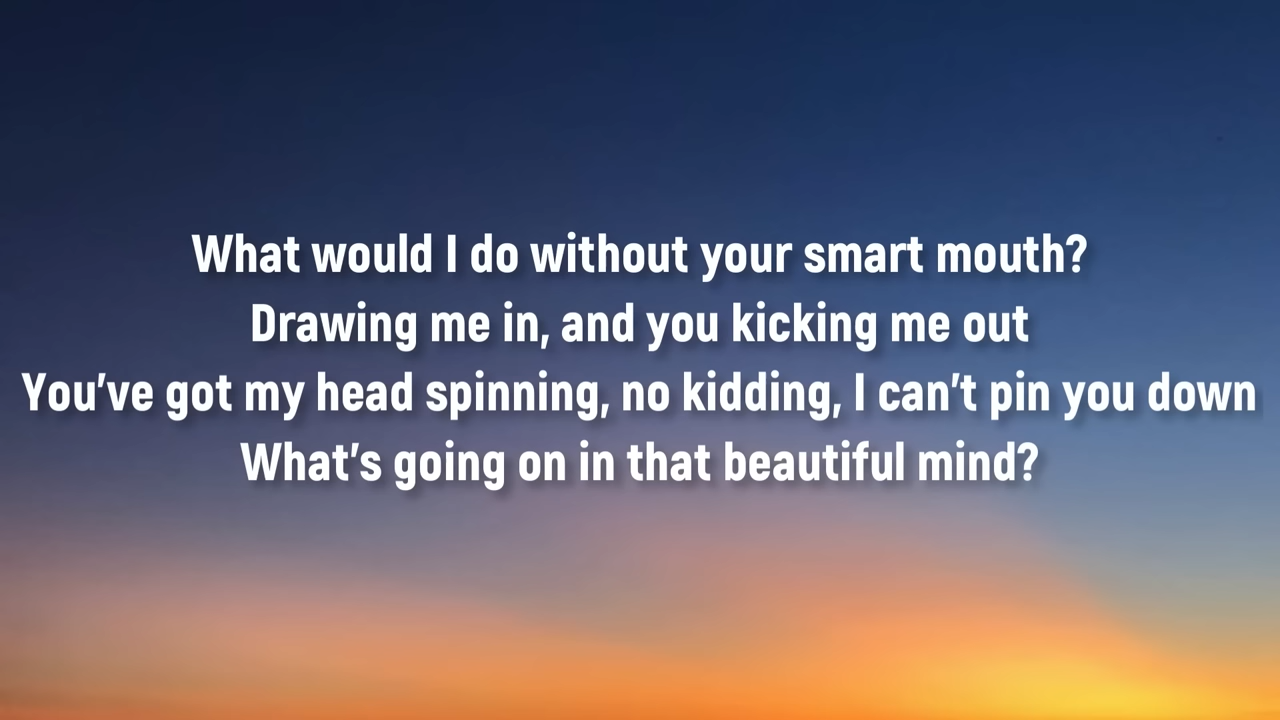 What would I do without your smart mouth?
Drawing me in, and you kicking me out
You’ve got my head spinning, no kidding, I can’t pin you down
What’s going on in that beautiful mind?